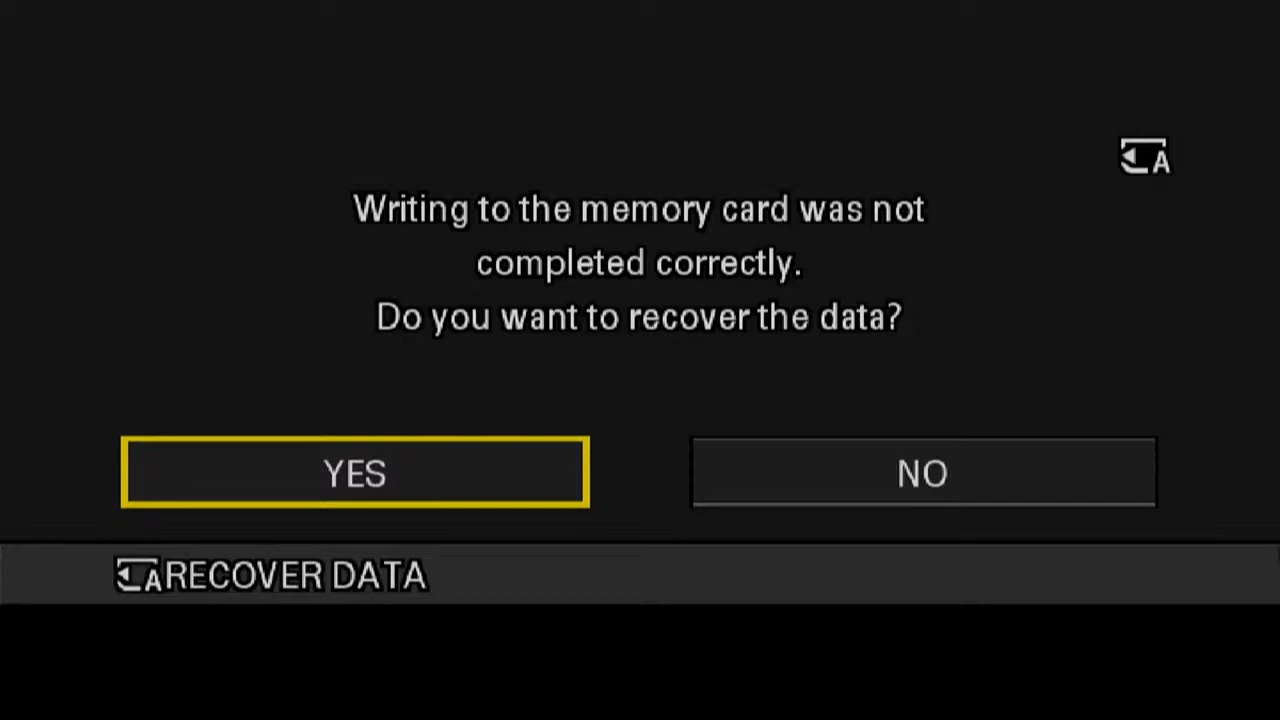 A
Writing to the memory card was not
completed correctly.
Do you want to recover the data?
YES NO
A RECOVER DATA